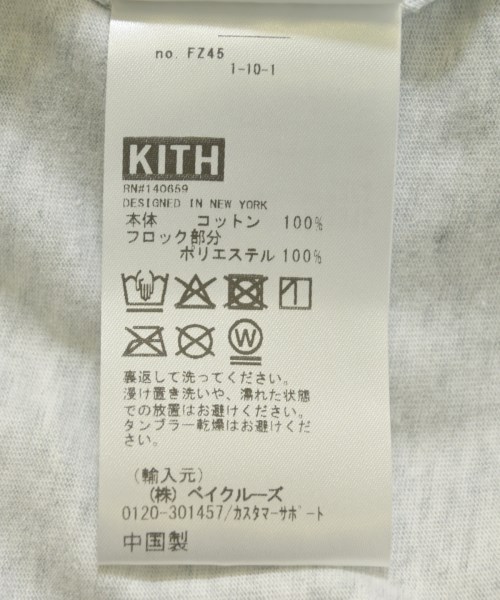 no. FZ45
1-10-1
KITH
RN#140659
DESIGNED IN NEW YORK
本体 コットン 100%
フロック部分
ポリエステル 100%
W
裏返して洗ってください。
浸け置き洗いや、濡れた状態
での放置はお避けください。
タンブラー乾燥はお避けくだ
さい。
(輸入元)
(株) ベイクルーズ
0120-301457/カスタマーサポート
中国製